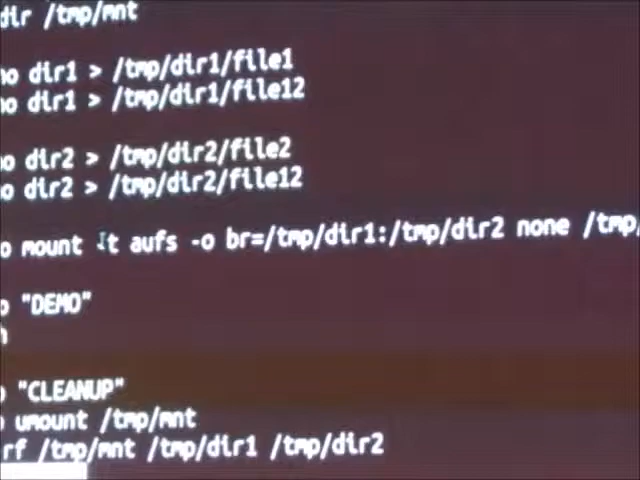 dir /tmp/mnt
o dir1 > /tmp/dir1/file1
o dir1 > /tmp/dir1/file12
o dir2 > /tmp/dir2/file2
o dir2 > /tmp/dir2/file12
o mount -t aufs -o br=/tmp/dir1:/tmp/dir2 none /tmp/
o "DEMO"
h
o "CLEANUP"
umount /tmp/mnt
rf /tmp/mnt /tmp/dir1 /tmp/dir2